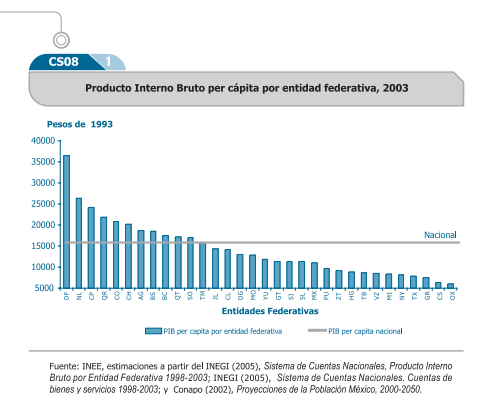 CS08 1
Producto Interno Bruto per cápita por entidad federativa, 2003
Pesos de 1993
40000
35000
30000
25000
20000
15000
10000
5000
Nacional
DF NL CP QR CO CH AG BS BC QT SO TM JL CL DG MO YU GT SI SL MX PU ZT HG TB VZ MI NY TX GR CS OX
Entidades Federativas
PIB per capita por entidad federativa PIB per capita nacional
Fuente: INEE, estimaciones a partir del INEGI (2005), Sistema de Cuentas Nacionales, Producto Interno
Bruto por Entidad Federativa 1998-2003; INEGI (2005), Sistema de Cuentas Nacionales. Cuentas de
bienes y servicios 1998-2003; y Conapo (2002), Proyecciones de la Población México, 2000-2050.